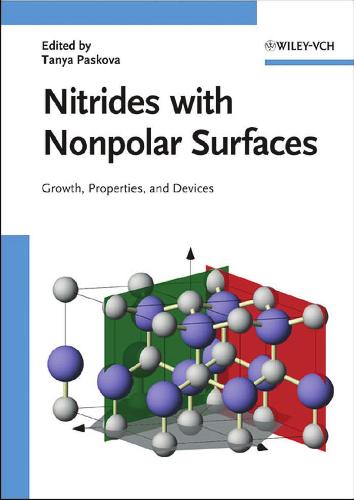 Edited by
Tanya Paskova
WILEY-VCH
Nitrides with
Nonpolar Surfaces
Growth, Properties, and Devices